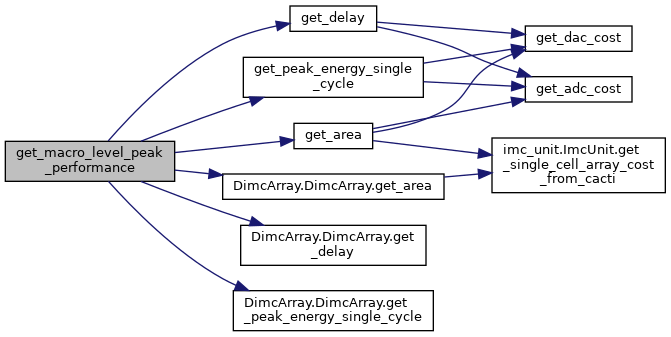 get_macro_level_peak
_performance
get_delay
get_peak_energy_single
_cycle
get_area
DimcArray.DimcArray.get_area
DimcArray.DimcArray.get
_delay
DimcArray.DimcArray.get
_peak_energy_single_cycle
get_dac_cost
get_adc_cost
imc_unit.ImcUnit.get
_single_cell_array_cost
_from_cacti